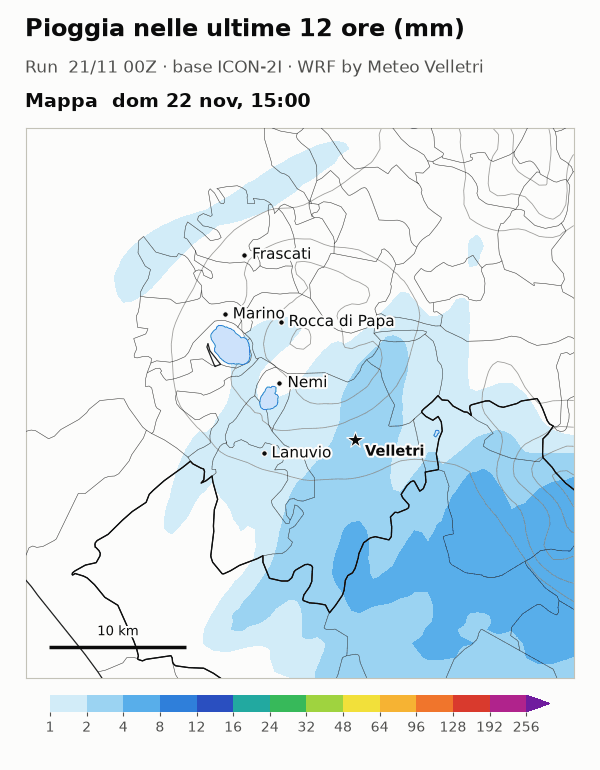 Pioggia nelle ultime 12 ore (mm)
Run 21/11 00Z · base ICON-2I · WRF by Meteo Velletri
Mappa dom 22 nov, 15:00
Frascati
Marino
Rocca di Papa
Nemi
Velletri
Lanuvio
10 km
1 2 4 8 12 16 24 32 48 64 96 128 192 256